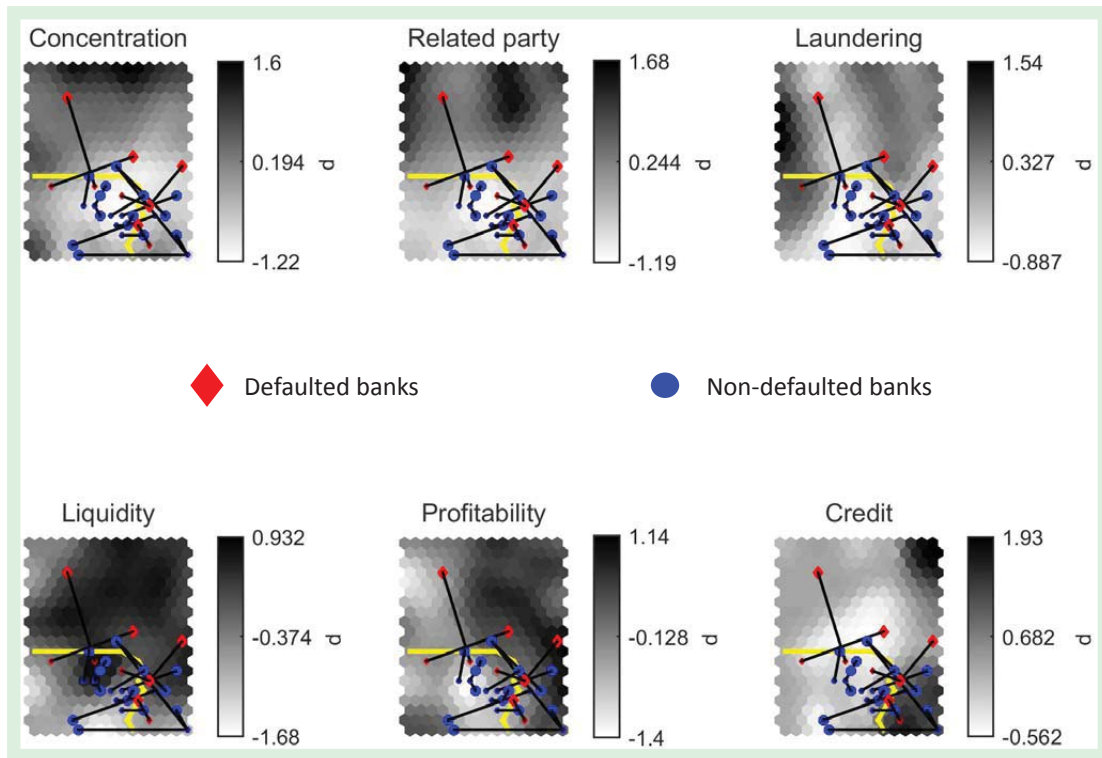 Concentration
1.6
0.194
d
-1.22
Related party
1.68
0.244
d
-1.19
Laundering
1.54
0.327
d
-0.887
Defaulted banks
Non-defaulted banks
Liquidity
0.932
-0.374
d
-1.68
Profitability
1.14
-0.128
d
-1.4
Credit
1.93
0.682
d
-0.562